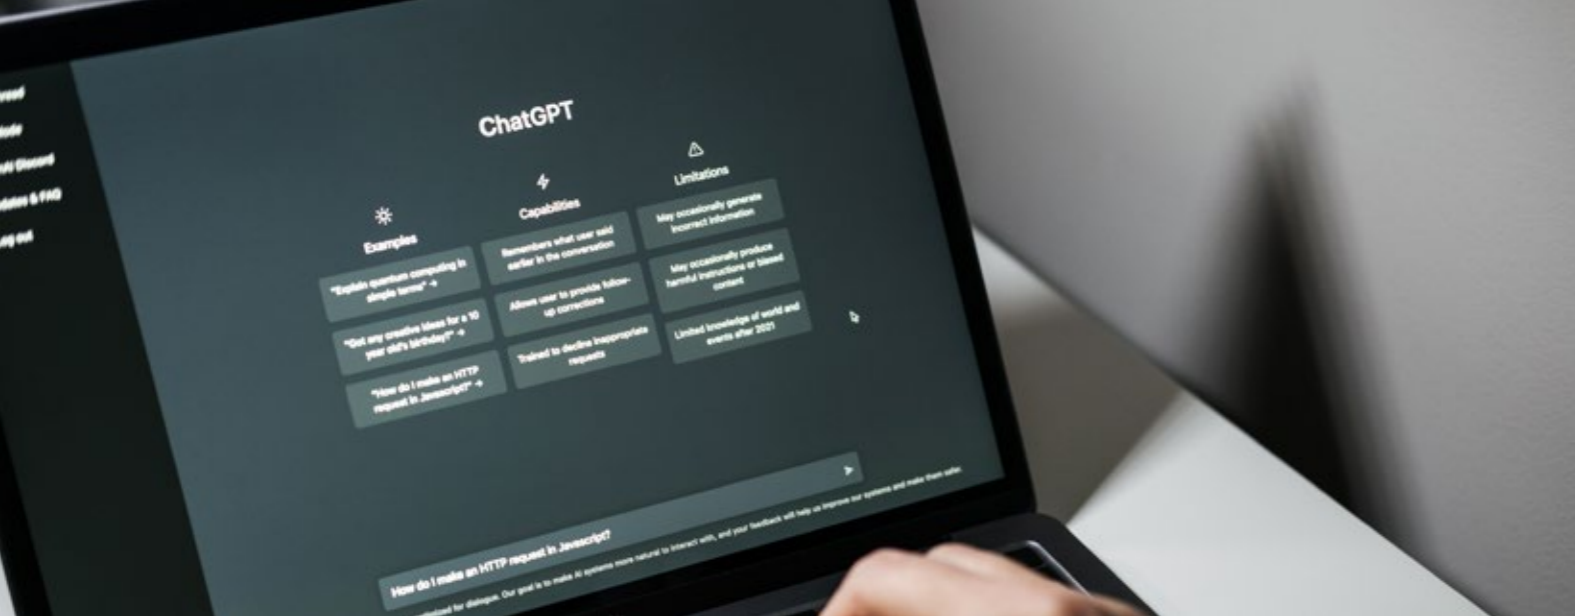 AI Discord
& FAQ
out
ChatGPT
Examples
"Explain quantum computing in
simple terms" →
"Got any creative ideas for a 10
year old's birthday?" →
"How do I make an HTTP
request in Javascript?" →
Capabilities
Remembers what user said
earlier in the conversation
Allows user to provide follow-
up corrections
Trained to decline inappropriate
requests
Limitations
May occasionally generate
incorrect information
May occasionally produce
harmful instructions or biased
content
Limited knowledge of world and
events after 2021
How do I make an HTTP request in Javascript?
optimized for dialogue. Our goal is to make AI systems more natural to interact with, and your feedback will help us improve our systems and make them safer.